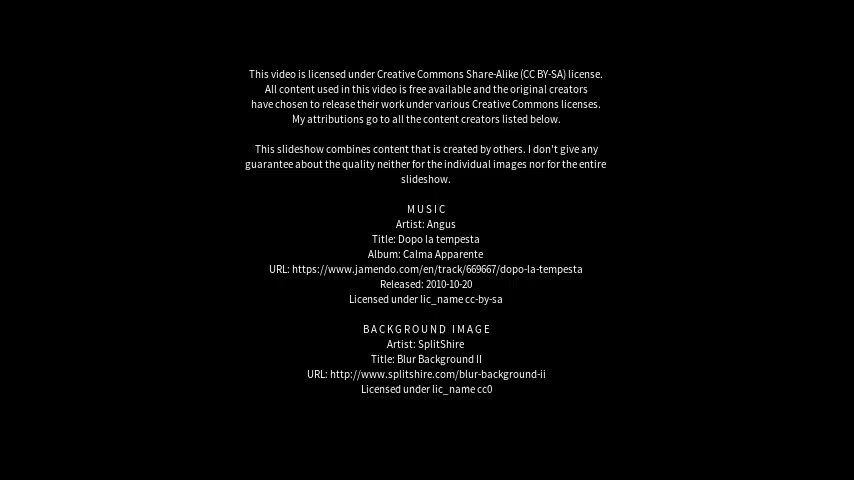 This video is licensed under Creative Commons Share-Alike (CC BY-SA) license.
All content used in this video is free available and the original creators
have chosen to release their work under various Creative Commons licenses.
My attributions go to all the content creators listed below.
This slideshow combines content that is created by others. I don't give any
guarantee about the quality neither for the individual images nor for the entire
slideshow.
MUSIC
Artist: Angus
Title: Dopo la tempesta
Album: Calma Apparente
URL: https://www.jamendo.com/en/track/669667/dopo-la-tempesta
Released: 2010-10-20
Licensed under lic_name cc-by-sa
BACKGROUND IMAGE
Artist: SplitShire
Title: Blur Background II
URL: http://www.splitshire.com/blur-background-ii
Licensed under lic_name cc0